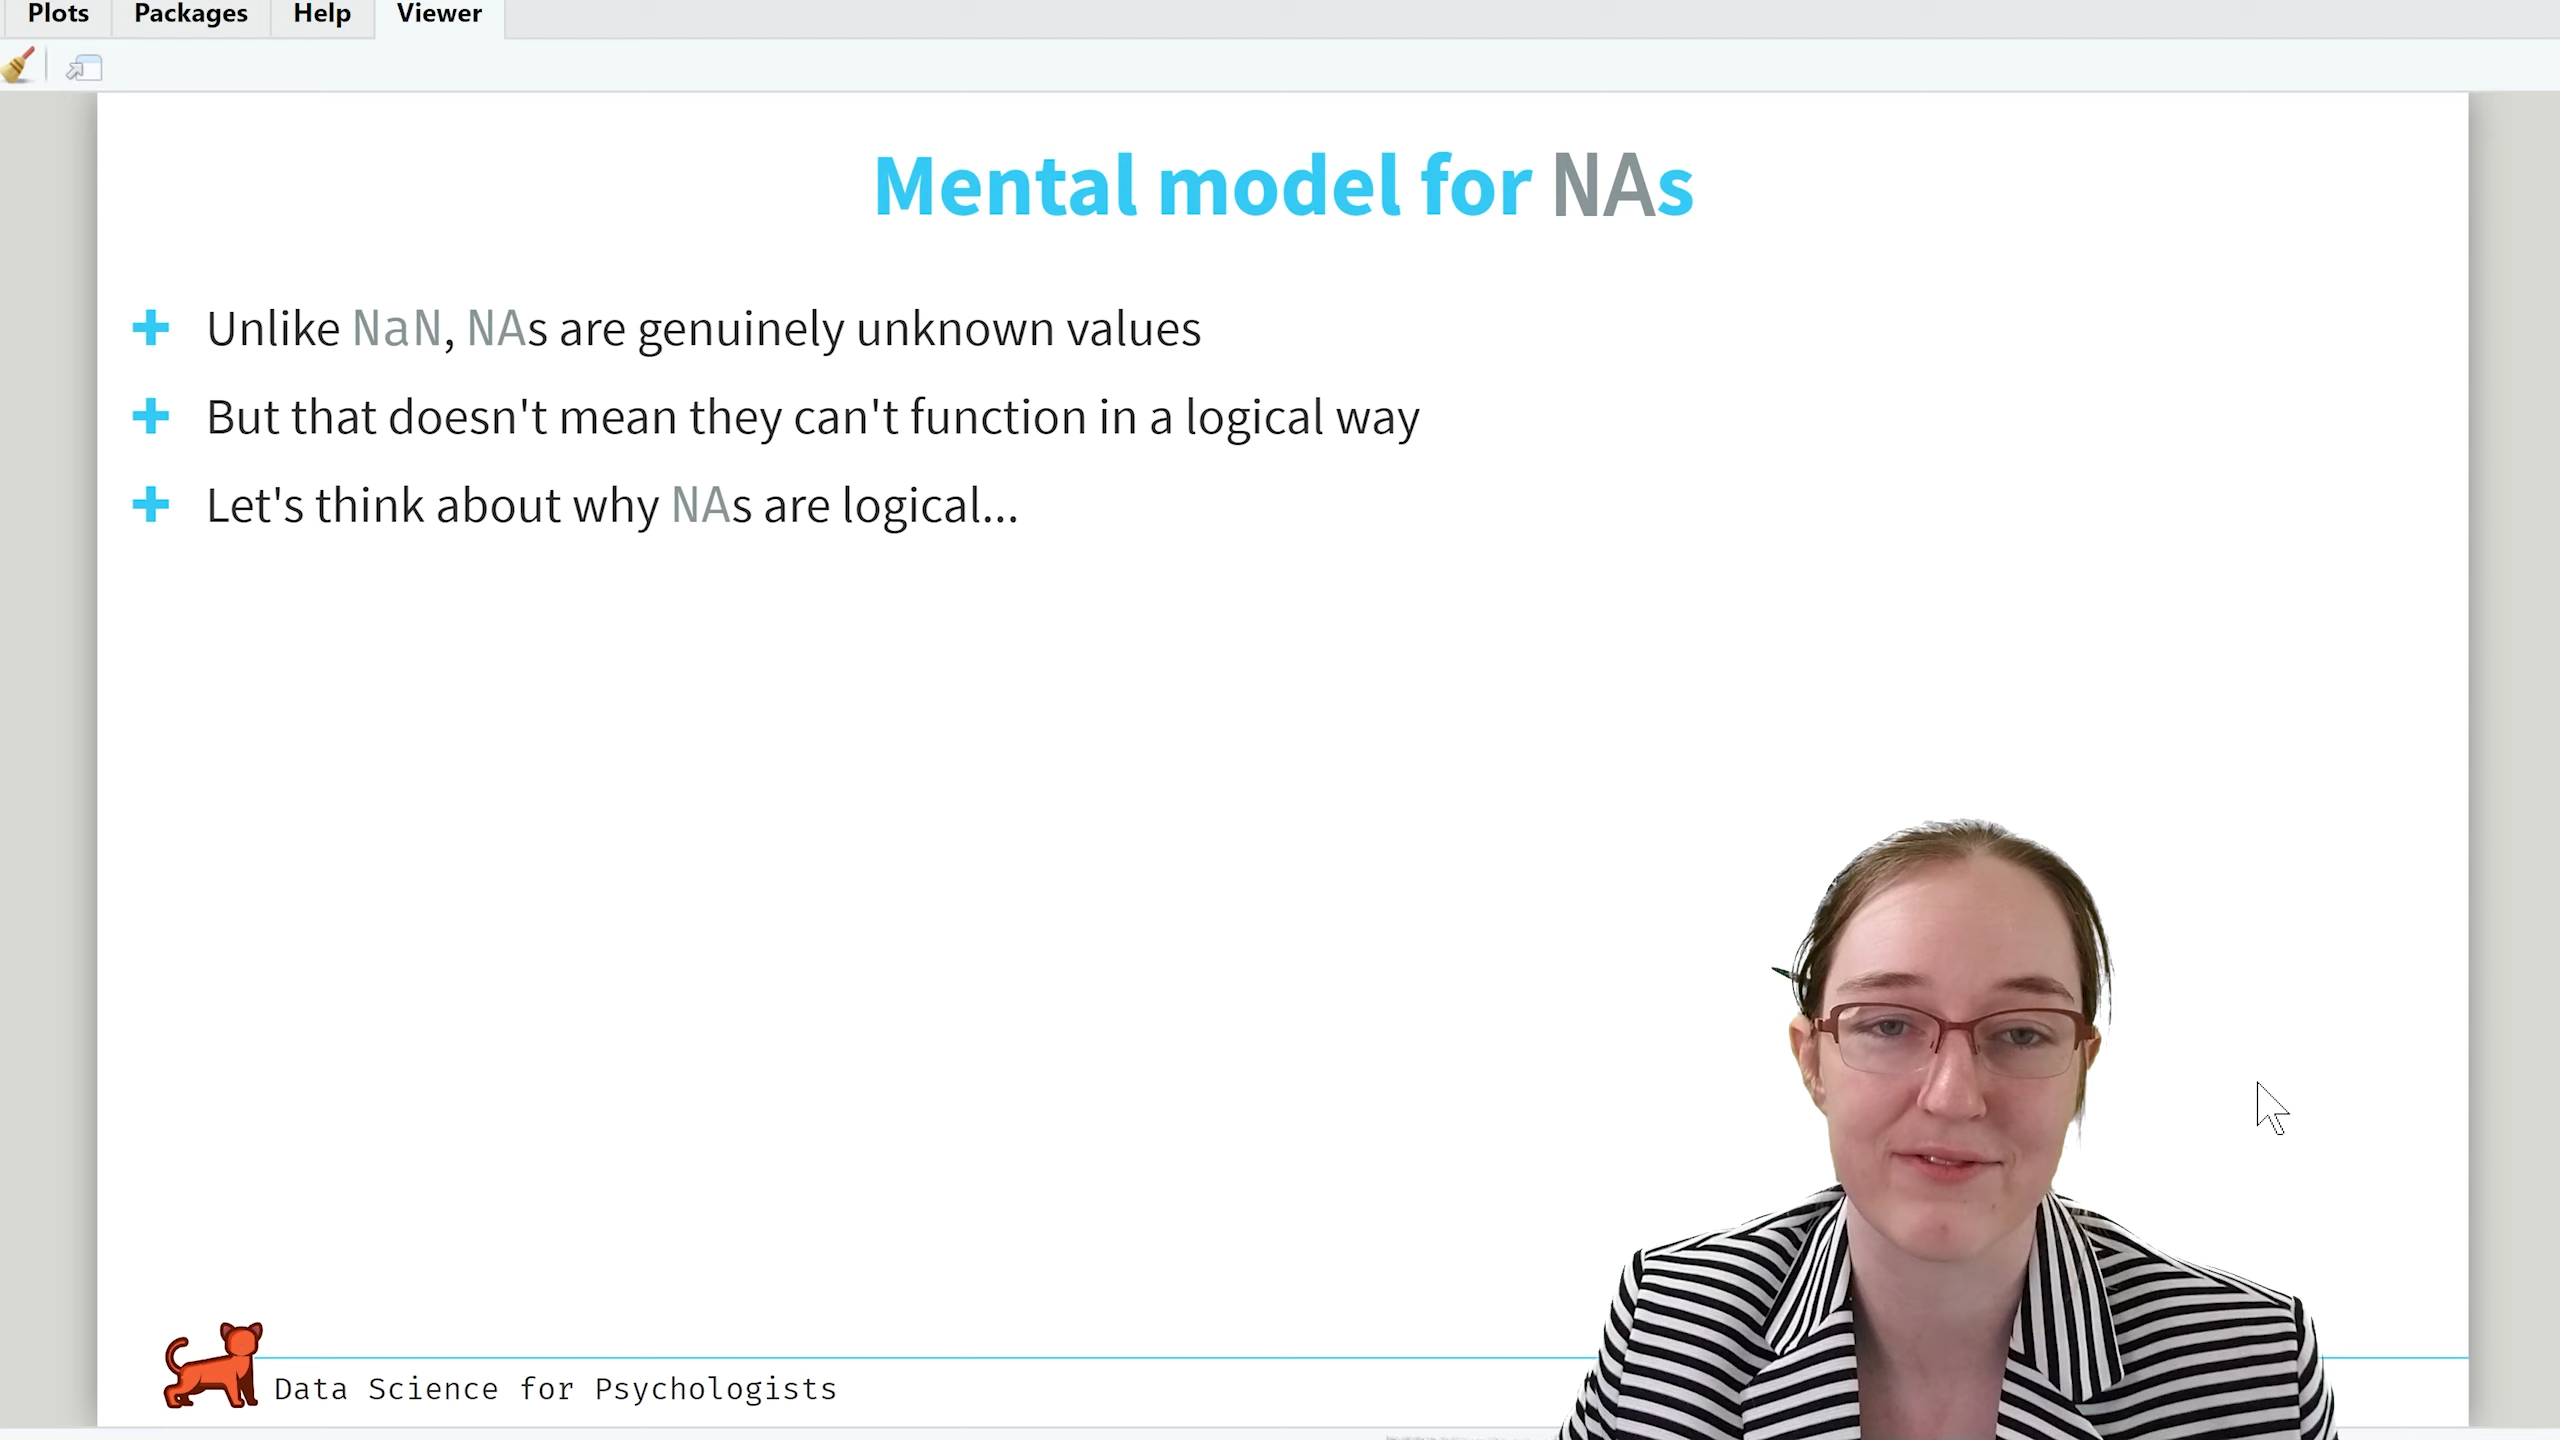 Plots Packages Help Viewer
Mental model for NAs
Unlike NaN, NAs are genuinely unknown values
But that doesn't mean they can't function in a logical way
Let's think about why NAs are logical...
Data Science for Psychologists